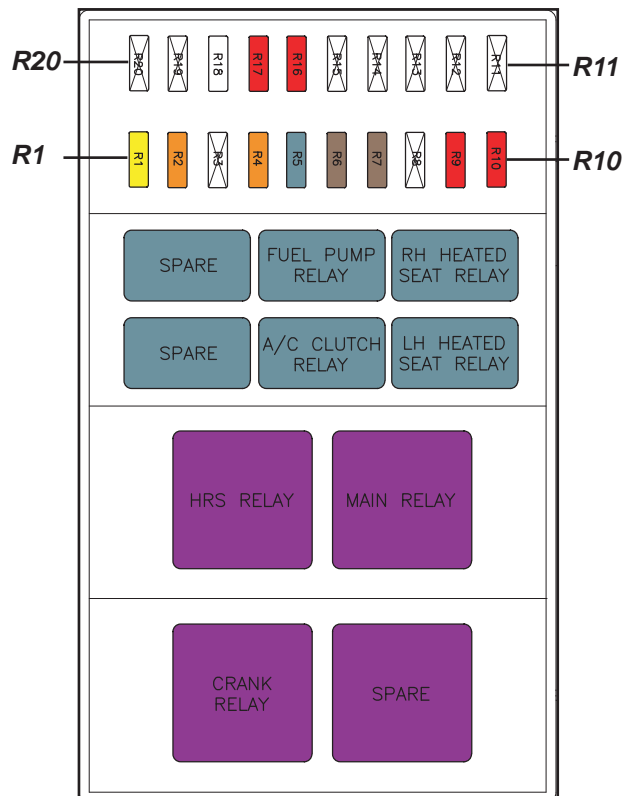 R20 R20 R19 R18 R17 R16 R15 R14 R13 R12 R11 R11
R1 R1 R2 R3 R4 R5 R6 R7 R8 R9 R10 R10
SPARE
FUEL PUMP
RELAY
RH HEATED
SEAT RELAY
SPARE
A/C CLUTCH
RELAY
LH HEATED
SEAT RELAY
HRS RELAY
MAIN RELAY
CRANK
RELAY
SPARE